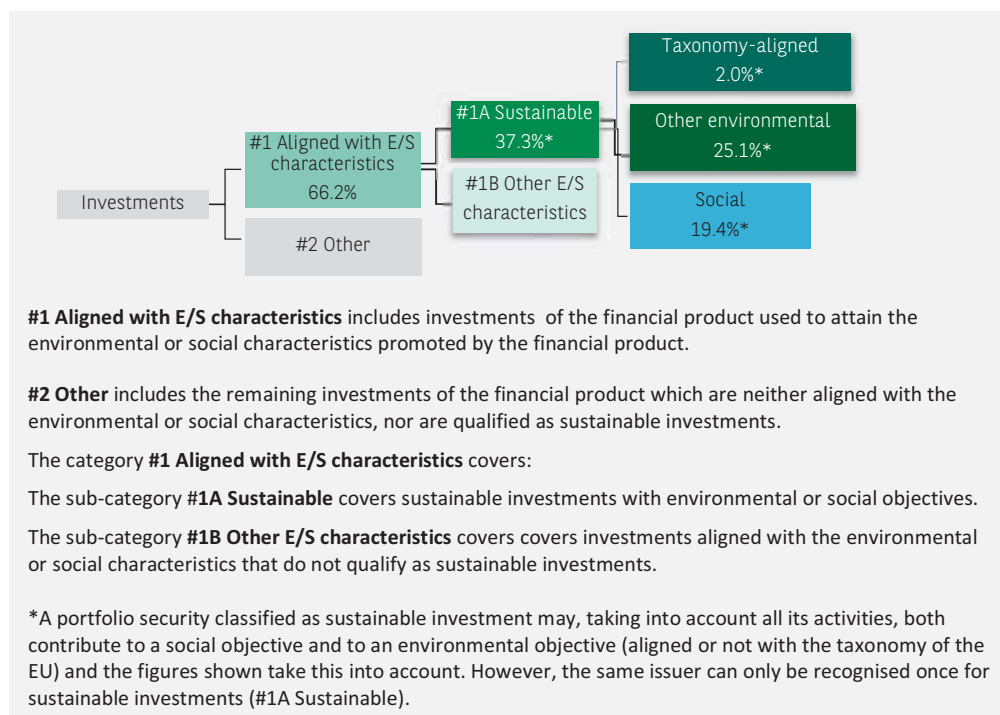 Taxonomy-aligned
2.0%*
#1A Sustainable
37.3%*
Other environmental
25.1%*
#1 Aligned with E/S
characteristics
66.2%
#1B Other E/S
characteristics
Investments
Social
19.4%*
#2 Other
#1 Aligned with E/S characteristics includes investments of the financial product used to attain the
environmental or social characteristics promoted by the financial product.
#2 Other includes the remaining investments of the financial product which are neither aligned with the
environmental or social characteristics, nor are qualified as sustainable investments.
The category #1 Aligned with E/S characteristics covers:
The sub-category #1A Sustainable covers sustainable investments with environmental or social objectives.
The sub-category #1B Other E/S characteristics covers covers investments aligned with the environmental
or social characteristics that do not qualify as sustainable investments.
*A portfolio security classified as sustainable investment may, taking into account all its activities, both
contribute to a social objective and to an environmental objective (aligned or not with the taxonomy of the
EU) and the figures shown take this into account. However, the same issuer can only be recognised once for
sustainable investments (#1A Sustainable).